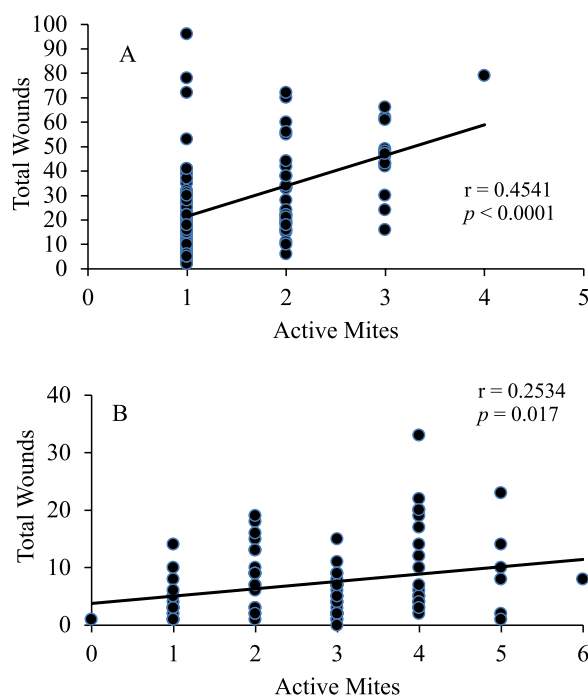 100
90
80
70
60
50
40
30
20
10
0
Total Wounds
A
r = 0.4541
p < 0.0001
0 1 2 3 4 5
Active Mites
40
30
20
10
0
Total Wounds
B
r = 0.2534
p = 0.017
0 1 2 3 4 5 6
Active Mites